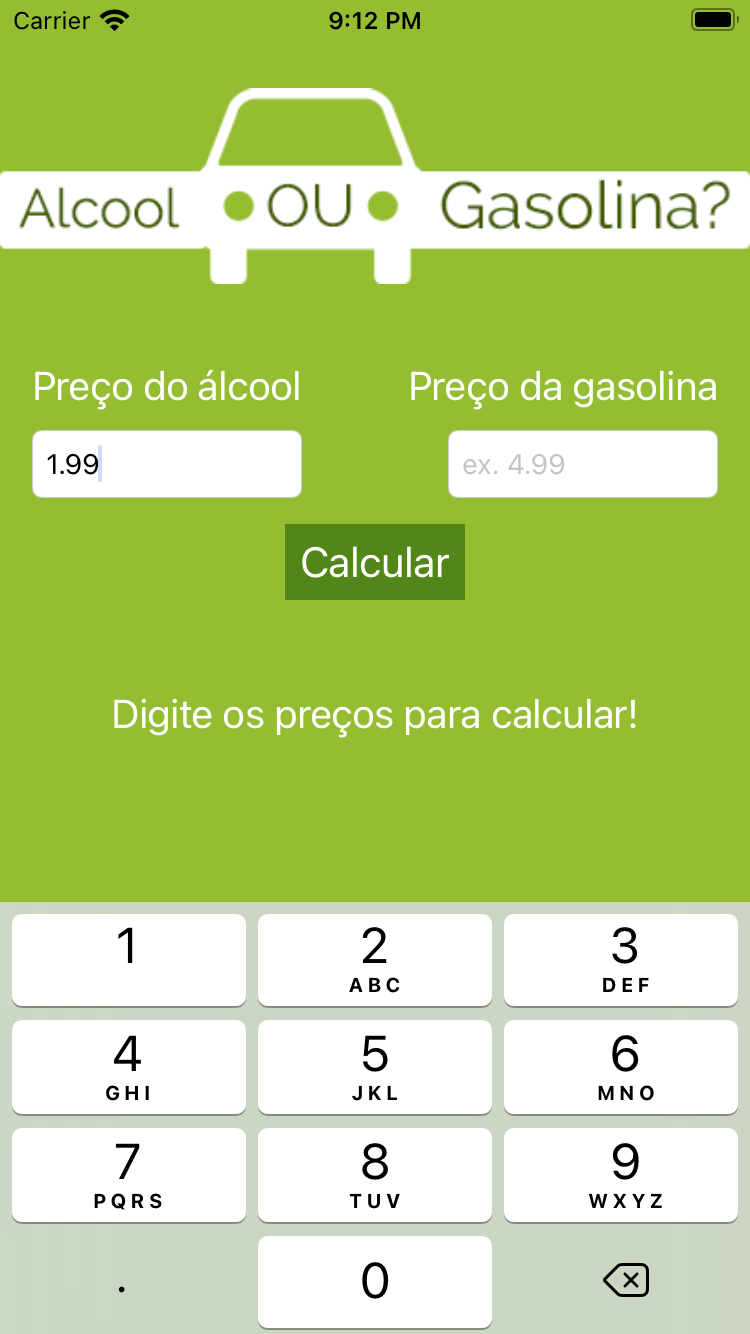 Carrier 9:12 PM
Alcool OU Gasolina?
Preço do álcool Preço da gasolina
1.99 ex. 4.99
Calcular
Digite os preços para calcular!
1 2 3
ABC DEF
4 5 6
GHI JKL MNO
7 8 9
PQRS TUV WXYZ
. 0